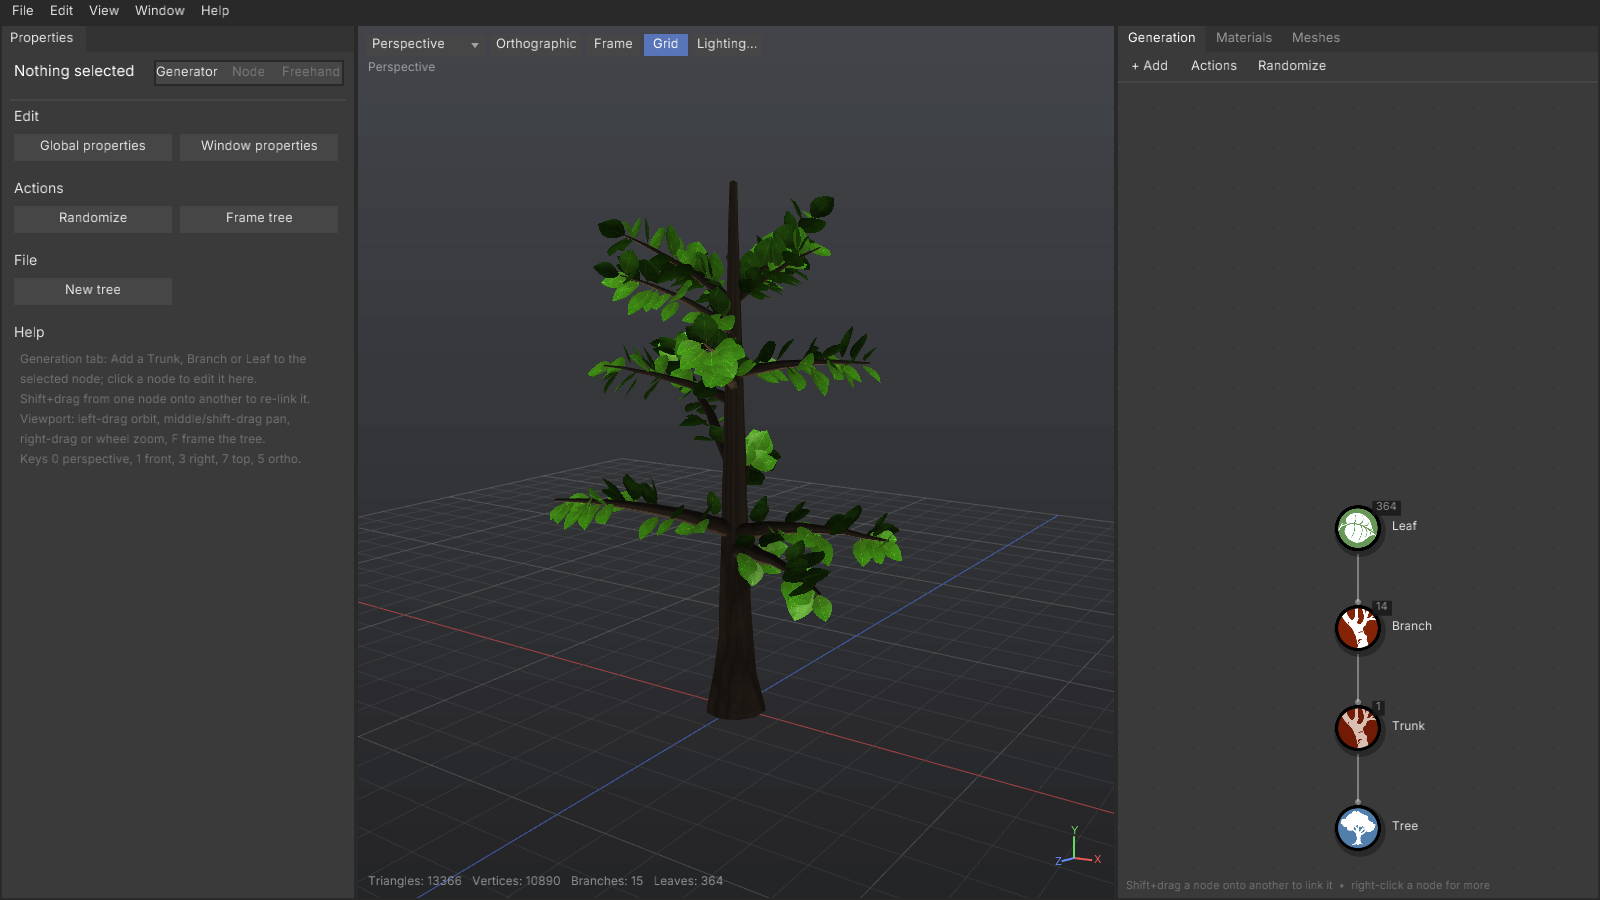 File Edit View Window Help
Properties
Nothing selected Generator Node Freehand
Edit
Global properties Window properties
Actions
Randomize Frame tree
File
New tree
Help
Generation tab: Add a Trunk, Branch or Leaf to the
selected node; click a node to edit it here.
Shift+drag from one node onto another to re-link it.
Viewport: left-drag orbit, middle/shift-drag pan,
right-drag or wheel zoom, F frame the tree.
Keys 0 perspective, 1 front, 3 right, 7 top, 5 ortho.
Perspective Orthographic Frame Grid Lighting...
Perspective
Y
Z X
Triangles: 13366 Vertices: 10890 Branches: 15 Leaves: 364
Generation Materials Meshes
+ Add Actions Randomize
364
Leaf
14
Branch
1
Trunk
Tree
Shift+drag a node onto another to link it • right-click a node for more